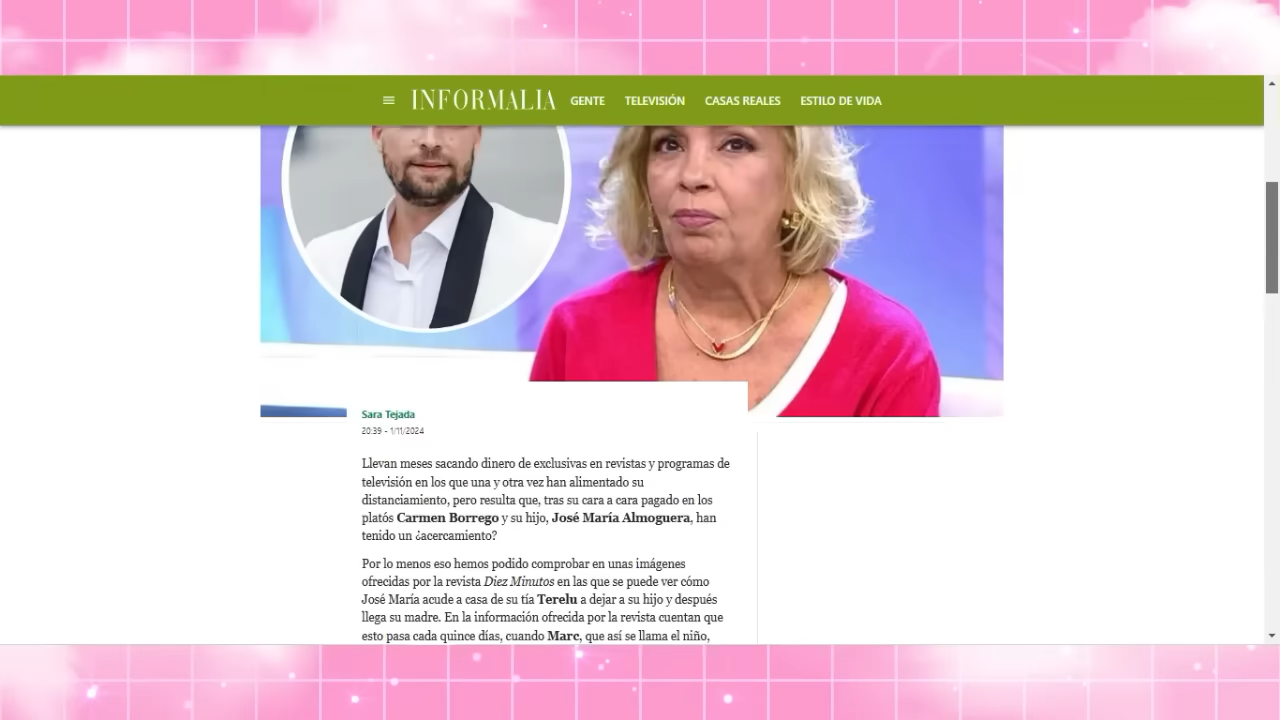 INFORMALIA GENTE TELEVISIÓN CASAS REALES ESTILO DE VIDA
Sara Tejada
20:39 - 1/11/2024
Llevan meses sacando dinero de exclusivas en revistas y programas de
televisión en los que una y otra vez han alimentado su
distanciamiento, pero resulta que, tras su cara a cara pagado en los
platós Carmen Borrego y su hijo, José María Almoguera, han
tenido un ¿acercamiento?
Por lo menos eso hemos podido comprobar en unas imágenes
ofrecidas por la revista Diez Minutos en las que se puede ver cómo
José María acude a casa de su tía Terelu a dejar a su hijo y después
llega su madre. En la información ofrecida por la revista cuentan que
esto pasa cada quince días, cuando Marc, que así se llama el niño,